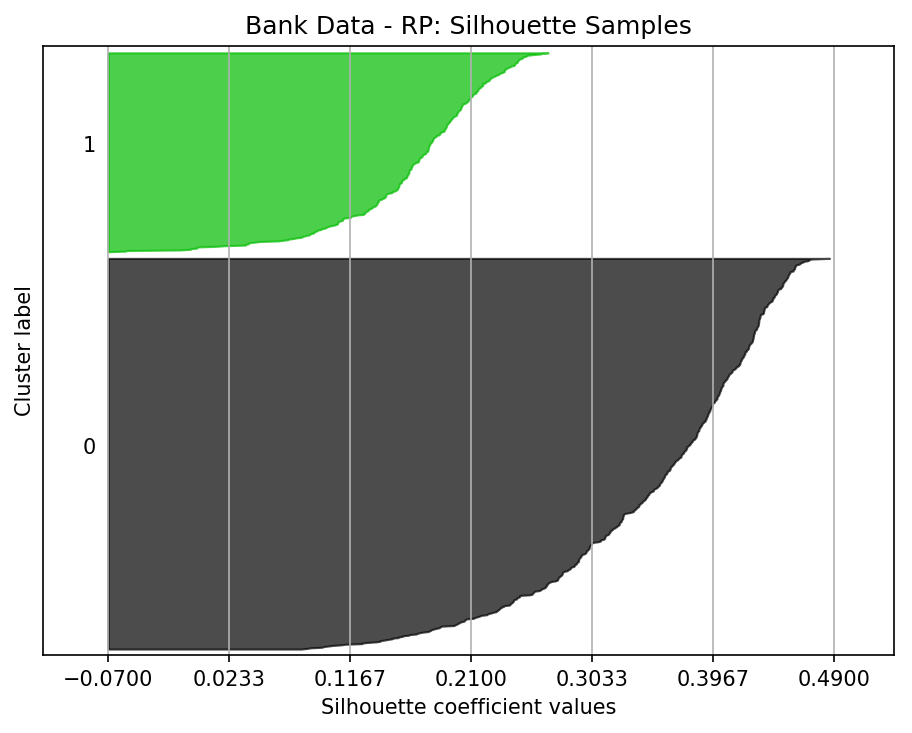 Bank Data - RP: Silhouette Samples
1
0
Cluster label
−0.0700 0.0233 0.1167 0.2100 0.3033 0.3967 0.4900
Silhouette coefficient values